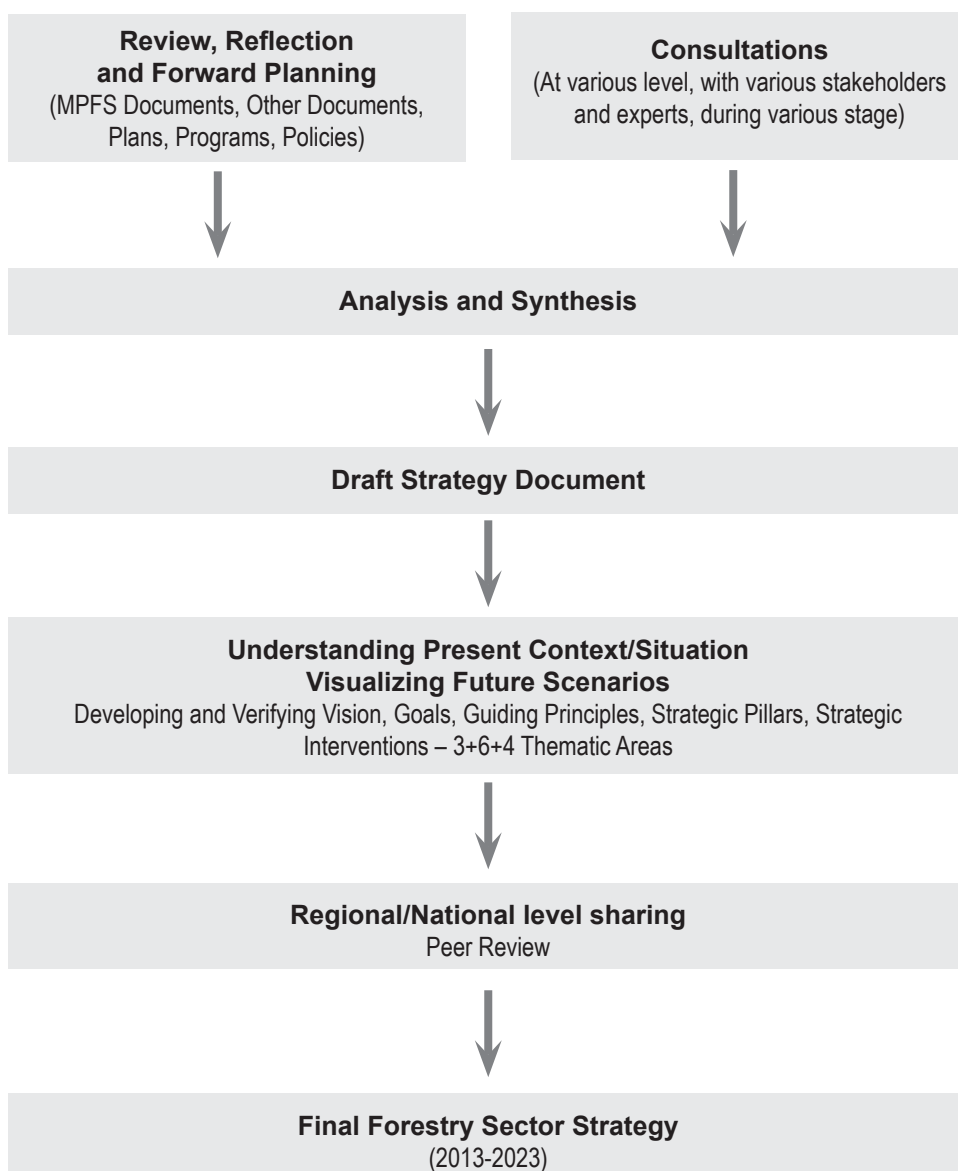 Review, Reflection
and Forward Planning
(MPFS Documents, Other Documents,
Plans, Programs, Policies)
Consultations
(At various level, with various stakeholders
and experts, during various stage)
Analysis and Synthesis
Draft Strategy Document
Understanding Present Context/Situation
Visualizing Future Scenarios
Developing and Verifying Vision, Goals, Guiding Principles, Strategic Pillars, Strategic
Interventions – 3+6+4 Thematic Areas
Regional/National level sharing
Peer Review
Final Forestry Sector Strategy
(2013-2023)